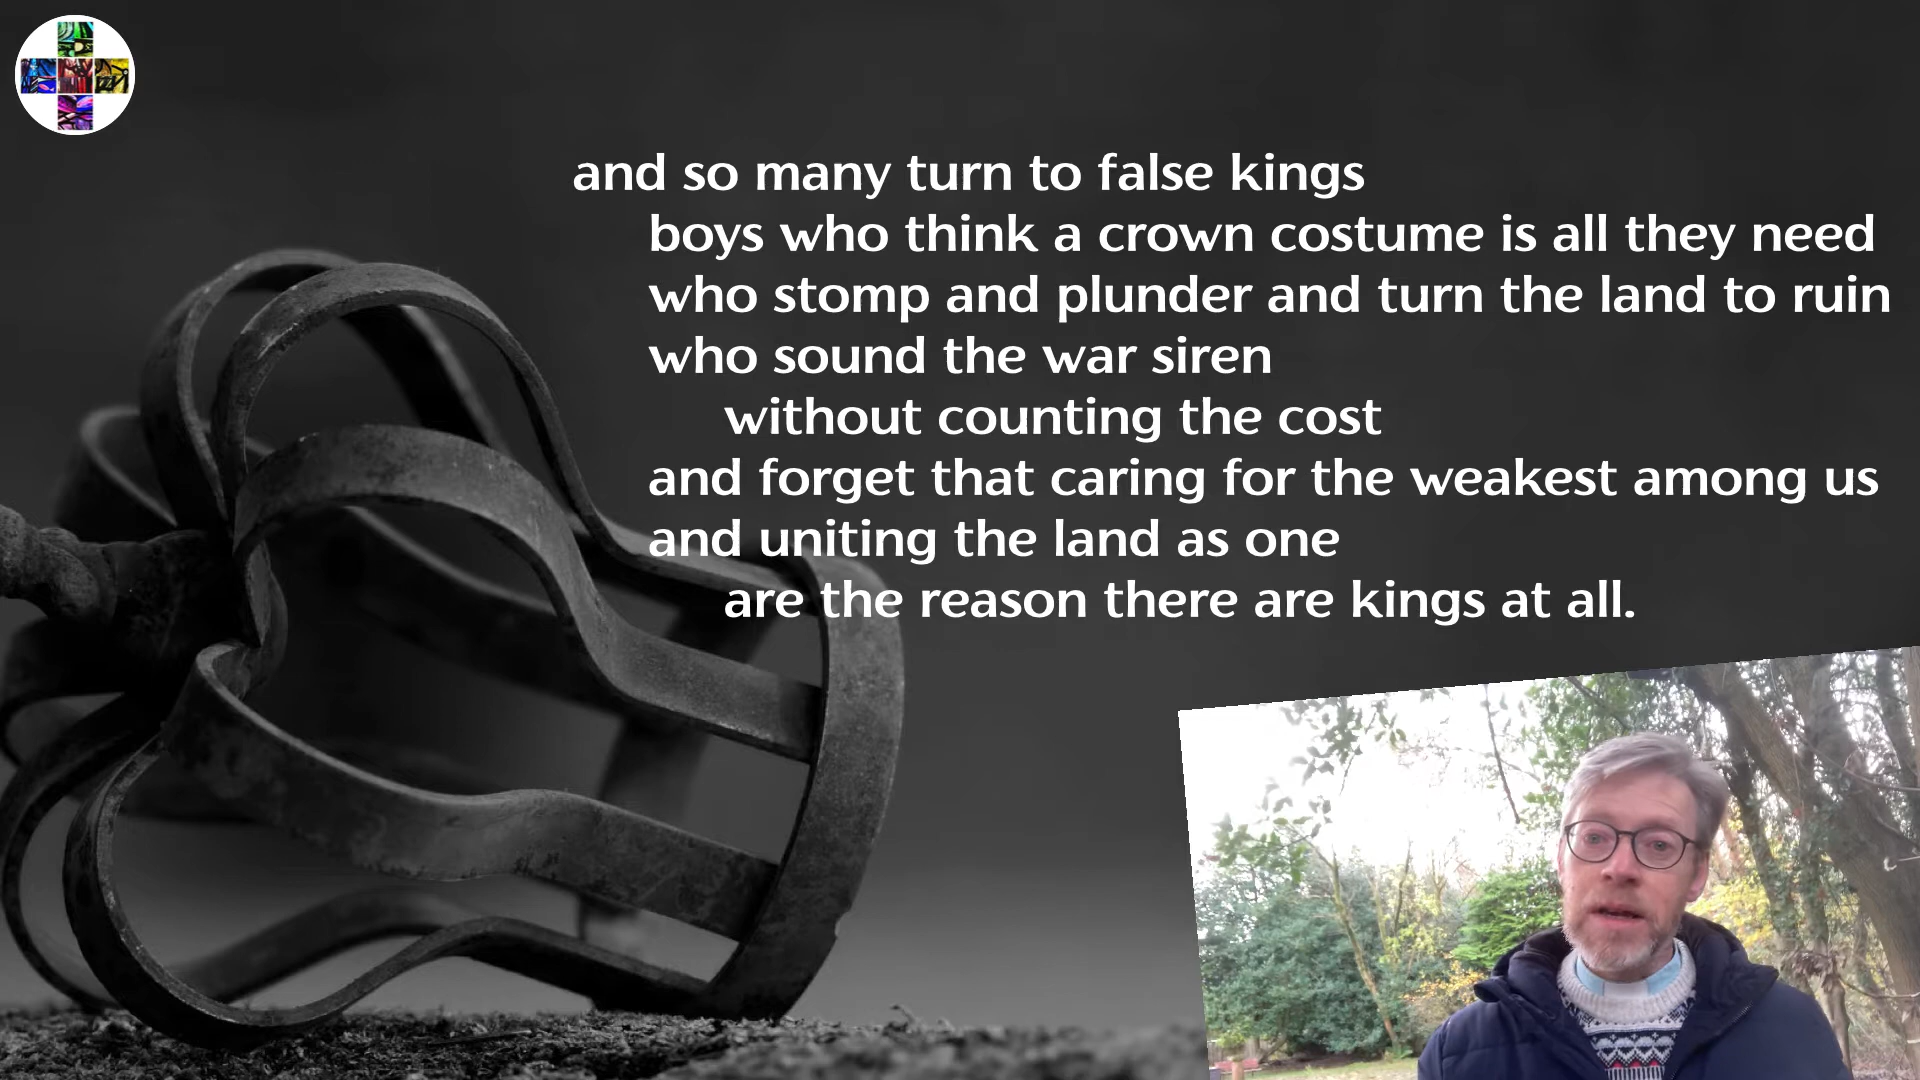 and so many turn to false kings
boys who think a crown costume is all they need
who stomp and plunder and turn the land to ruin
who sound the war siren
without counting the cost
and forget that caring for the weakest among us
and uniting the land as one
are the reason there are kings at all.